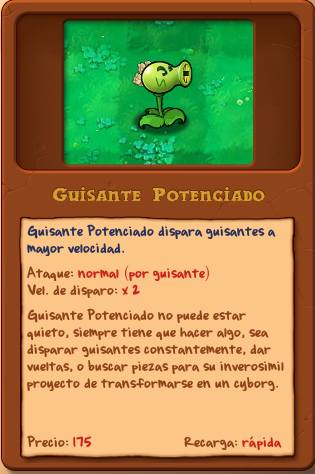 Guisante Potenciado
Guisante Potenciado dispara guisantes a
mayor velocidad.
Ataque: normal (por guisante)
Vel. de disparo: x 2
Guisante Potenciado no puede estar
quieto, siempre tiene que hacer algo, sea
disparar guisantes constantemente, dar
vueltas, o buscar piezas para su inverosimil
proyecto de transformarse en un cyborg.
Precio: 175 Recarga: rápida